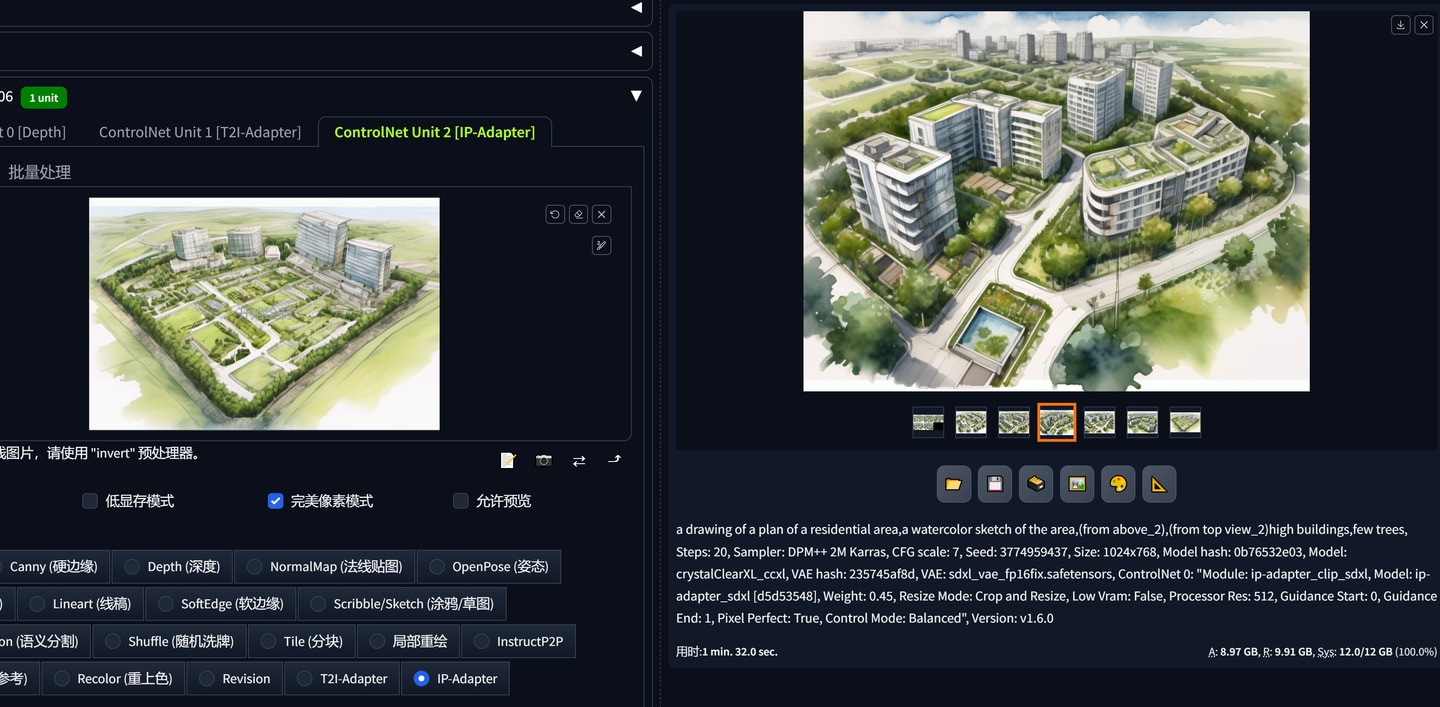 06 1 unit
t 0 [Depth] ControlNet Unit 1 [T2I-Adapter] ControlNet Unit 2 [IP-Adapter]
批量处理
线图片，请使用 "invert" 预处理器。
低显存模式 完美像素模式 允许预览
Canny (硬边缘) Depth (深度) NormalMap (法线贴图) OpenPose (姿态)
) Lineart (线稿) SoftEdge (软边缘) Scribble/Sketch (涂鸦/草图)
on (语义分割) Shuffle (随机洗牌) Tile (分块) 局部重绘 InstructP2P
参考) Recolor (重上色) Revision T2I-Adapter IP-Adapter
a drawing of a plan of a residential area,a watercolor sketch of the area,(from above_2),(from top view_2)high buildings,few trees,
Steps: 20, Sampler: DPM++ 2M Karras, CFG scale: 7, Seed: 3774959437, Size: 1024x768, Model hash: 0b76532e03, Model:
crystalClearXL_ccxl, VAE hash: 235745af8d, VAE: sdxl_vae_fp16fix.safetensors, ControlNet 0: "Module: ip-adapter_clip_sdxl, Model: ip-
adapter_sdxl [d5d53548], Weight: 0.45, Resize Mode: Crop and Resize, Low Vram: False, Processor Res: 512, Guidance Start: 0, Guidance
End: 1, Pixel Perfect: True, Control Mode: Balanced", Version: v1.6.0
用时:1 min. 32.0 sec.
A: 8.97 GB, R: 9.91 GB, Sys: 12.0/12 GB (100.0%)